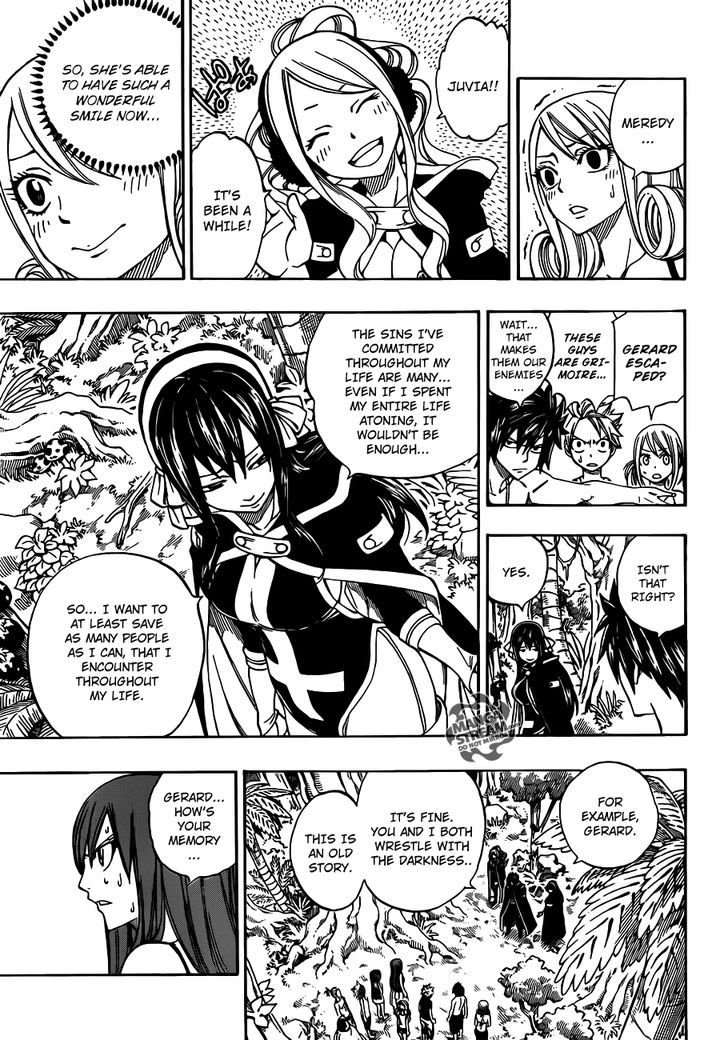 MEREDY
...
JUVIA!!
IT'S
BEEN A
WHILE!
SO, SHE'S ABLE
TO HAVE SUCH A
WONDERFUL
SMILE NOW...
GERARD
ESCA-
PED?
THESE
GUYS
ARE GRI-
MOIRE...
WAIT...
THAT
MAKES
THEM OUR
ENEMIES
...
ISN'T
THAT
RIGHT?
YES.
THE SINS I'VE
COMMITTED
THROUGHOUT MY
LIFE ARE MANY...
EVEN IF I SPENT
MY ENTIRE LIFE
ATONING, IT
WOULDN'T BE
ENOUGH...
SO... I WANT TO
AT LEAST SAVE
AS MANY PEOPLE
AS I CAN, THAT I
ENCOUNTER
THROUGHOUT
MY LIFE.
MANGA
STREAM.COM
DO NOT MIRROR
FOR
EXAMPLE,
GERARD.
IT'S FINE.
YOU AND I BOTH
WRESTLE WITH
THE DARKNESS..
THIS IS
AN OLD
STORY.
GERARD...
HOW'S
YOUR
MEMORY
...